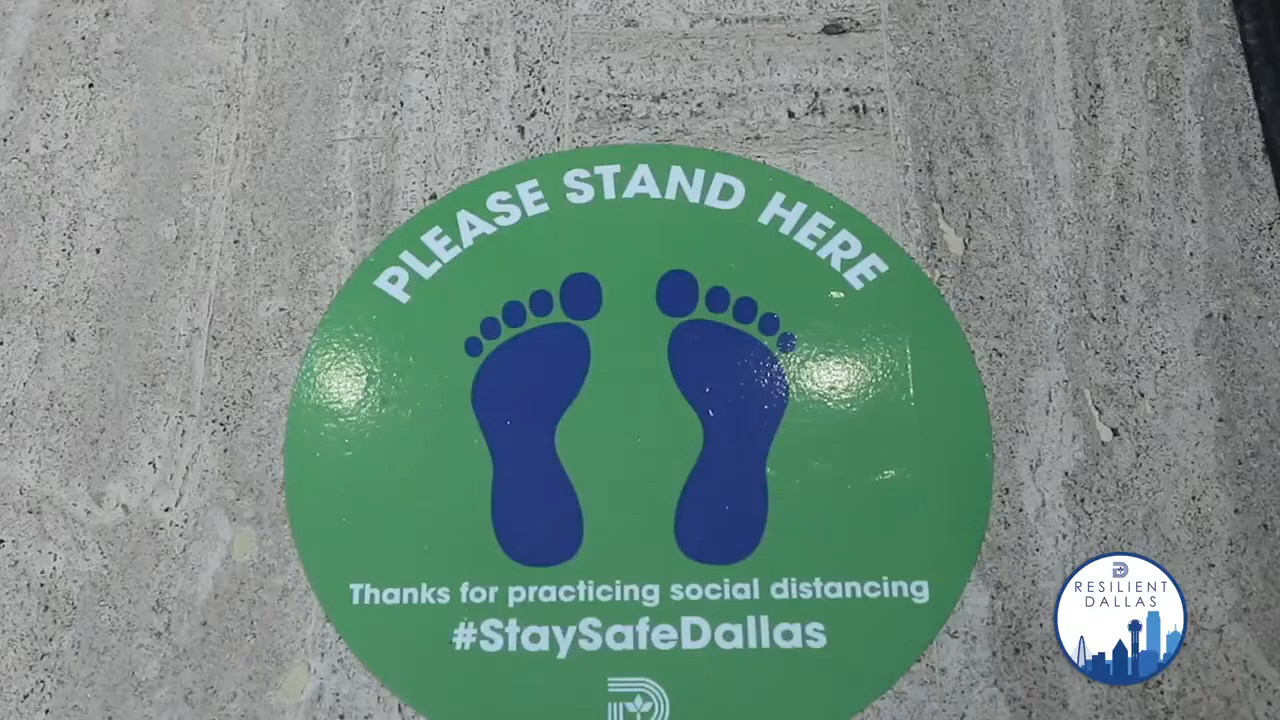 PLEASE STAND HERE
Thanks for practicing social distancing
#StaySafeDallas
RESILIENT
DALLAS